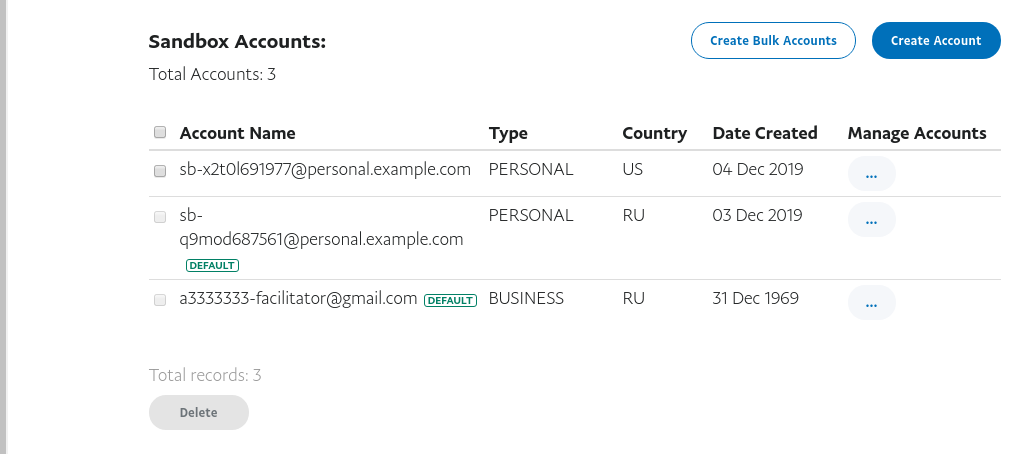 Sandbox Accounts:
Create Bulk Accounts
Create Account
Total Accounts: 3
Account Name Type Country Date Created Manage Accounts
sb-x2t0l691977@personal.example.com PERSONAL US 04 Dec 2019 ...
sb- PERSONAL RU 03 Dec 2019 ...
q9mod687561@personal.example.com
DEFAULT
a3333333-facilitator@gmail.com DEFAULT BUSINESS RU 31 Dec 1969 ...
Total records: 3
Delete